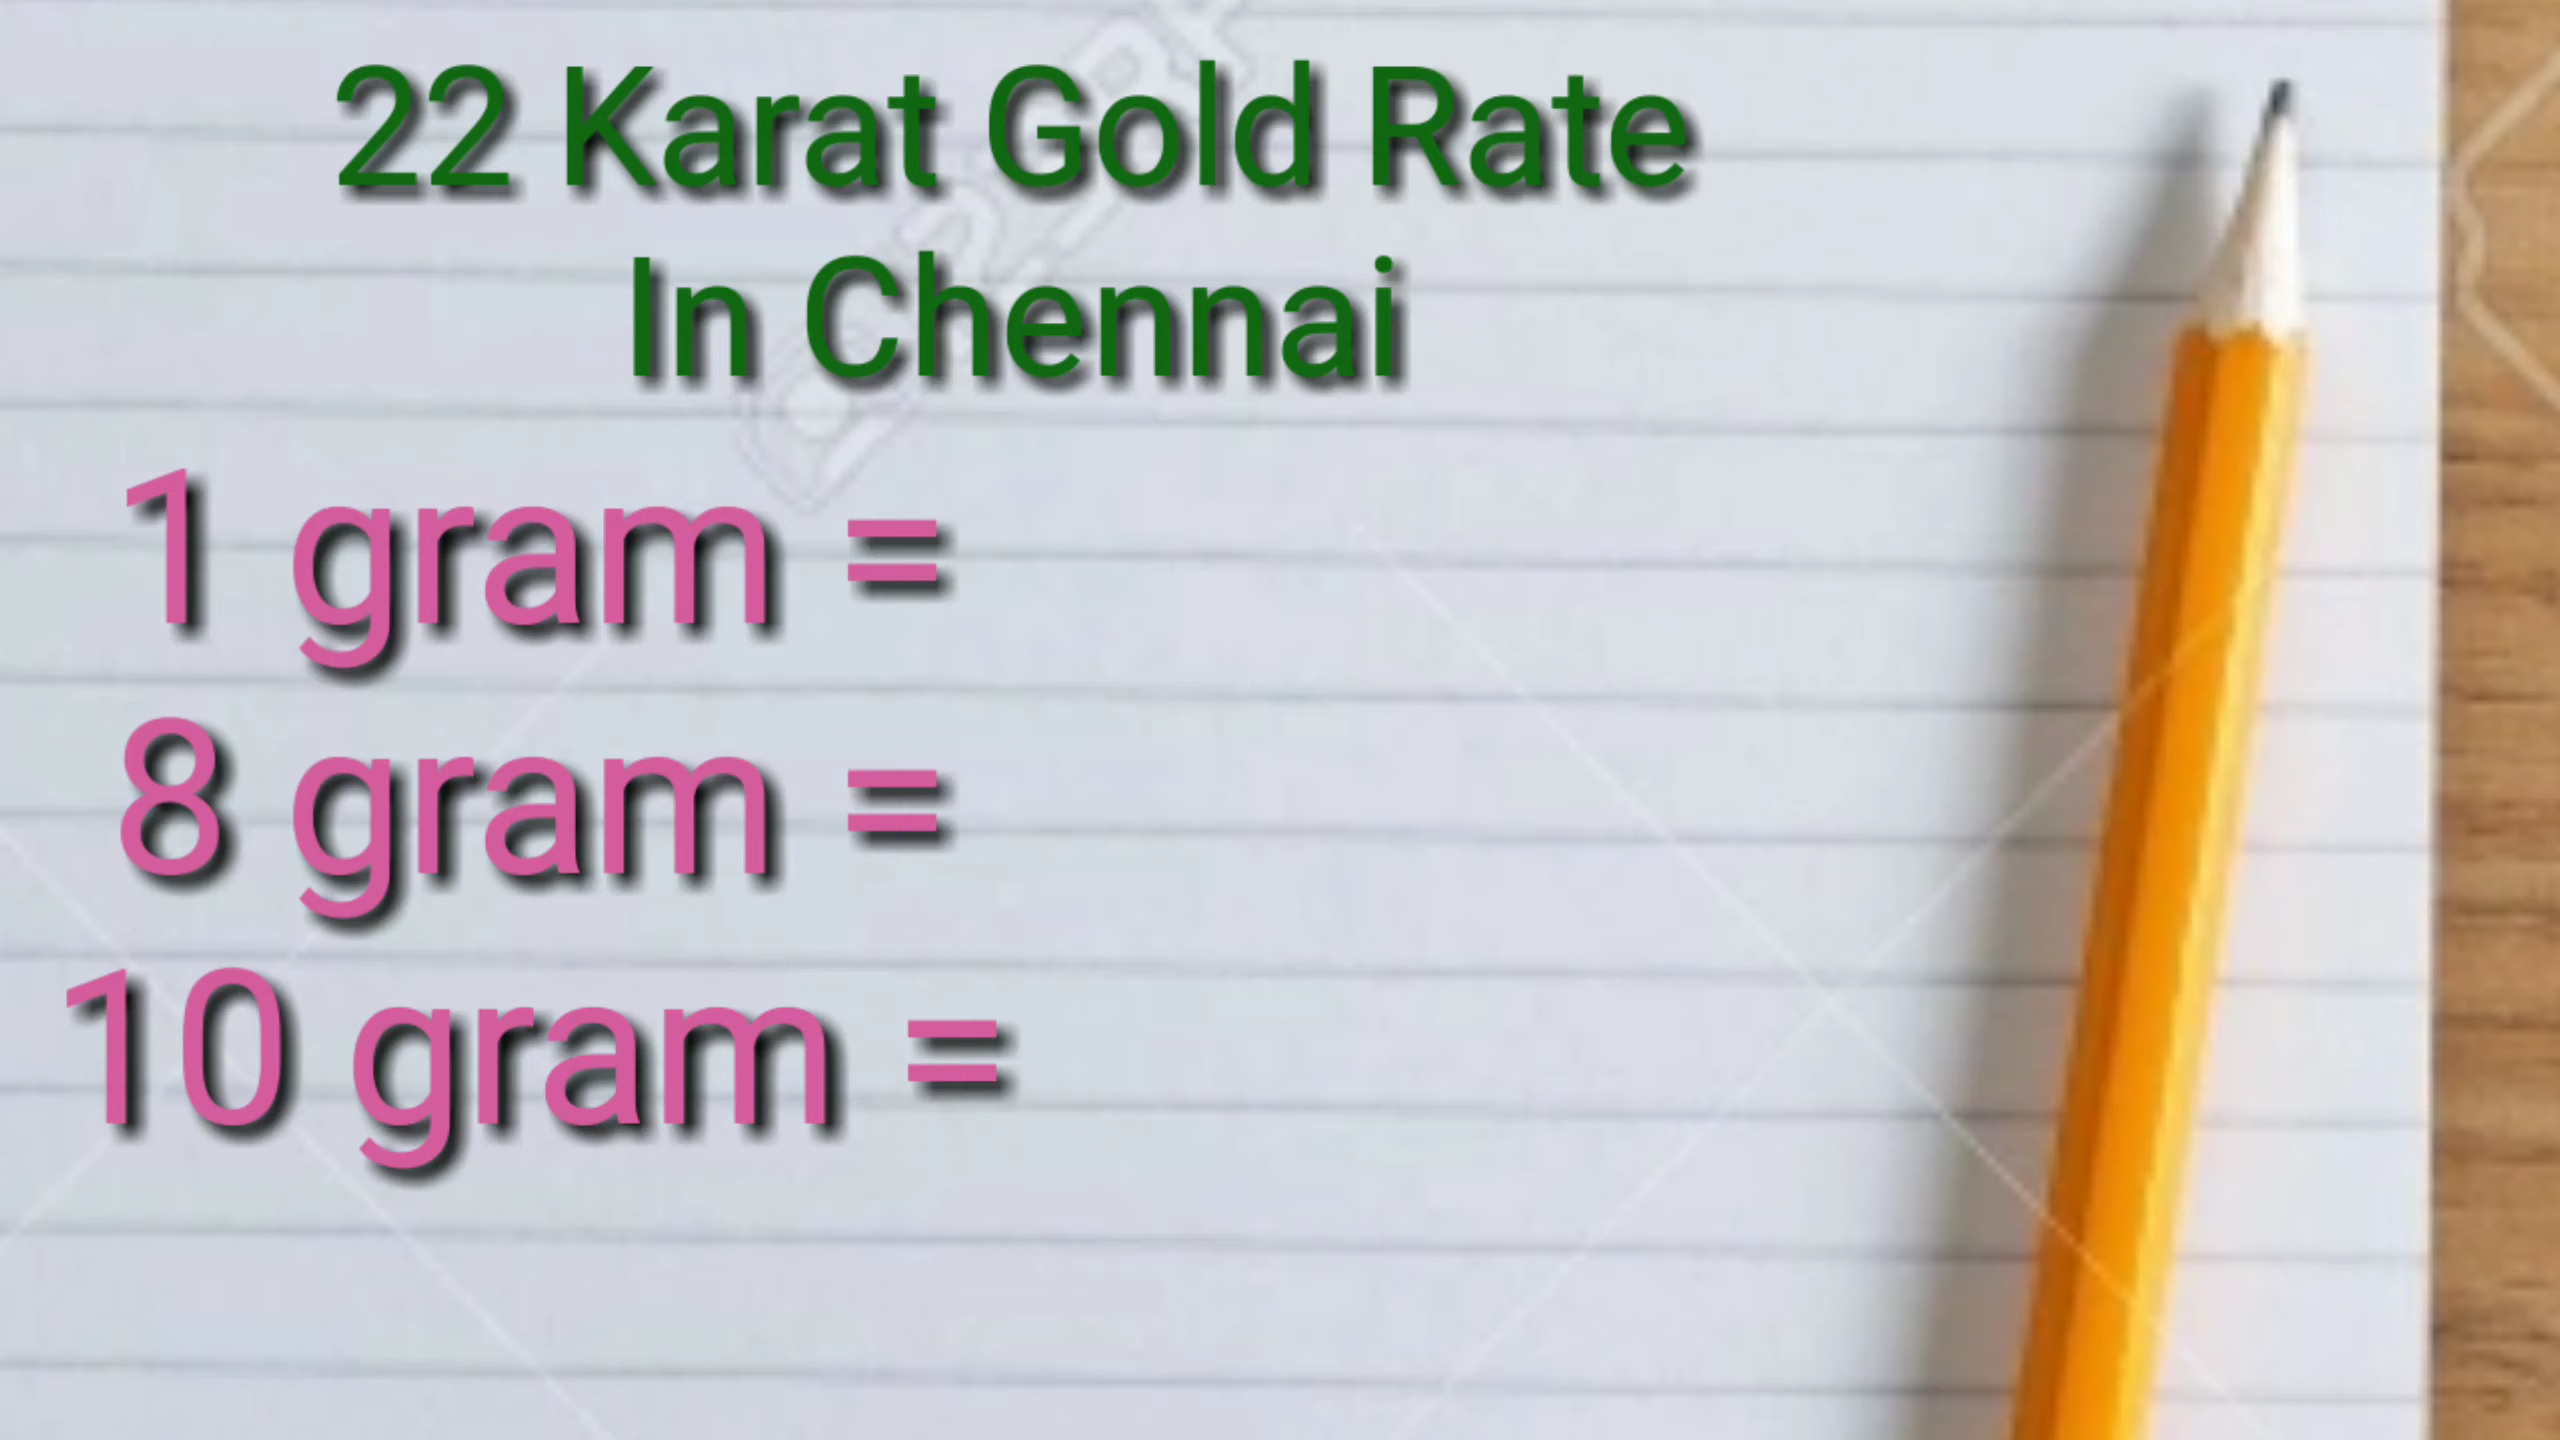 22 Karat Gold Rate
In Chennai
1 gram =
8 gram =
10 gram =